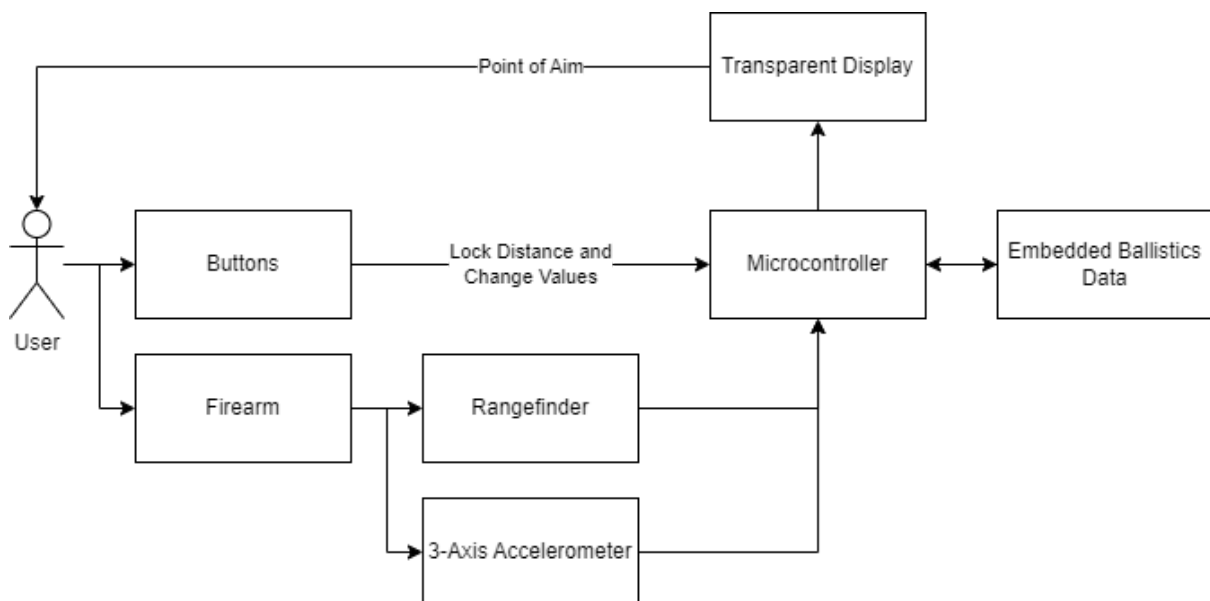 Point of Aim
Transparent Display
User
Buttons
Lock Distance and
Change Values
Microcontroller
Embedded Ballistics
Data
Firearm
Rangefinder
3-Axis Accelerometer